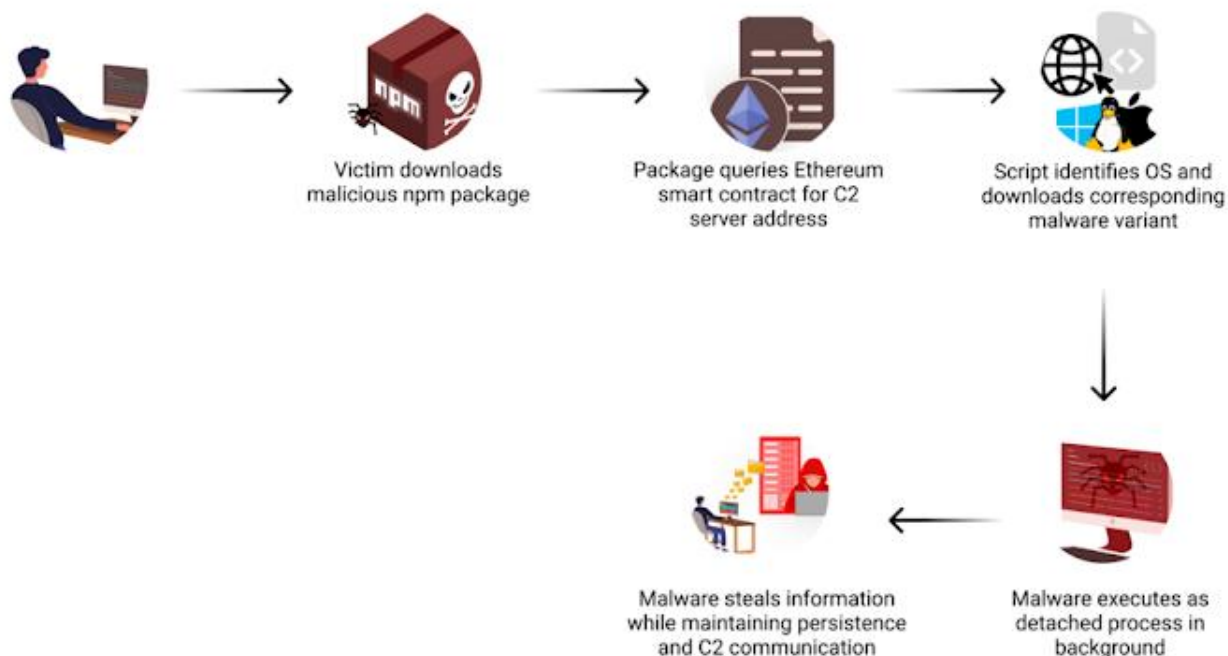 npm
Victim downloads
malicious npm package
Package queries Ethereum
smart contract for C2
server address
Script identifies OS and
downloads corresponding
malware variant
Malware steals information
while maintaining persistence
and C2 communication
Malware executes as
detached process in
background